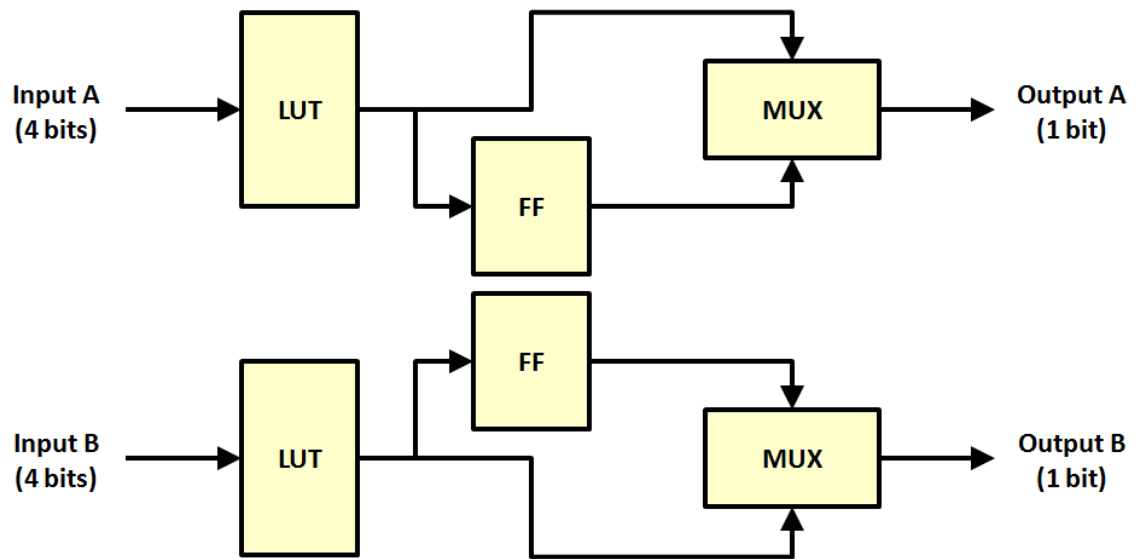 Input A
(4 bits)
LUT
FF
MUX
Output A
(1 bit)
Input B
(4 bits)
LUT
FF
MUX
Output B
(1 bit)